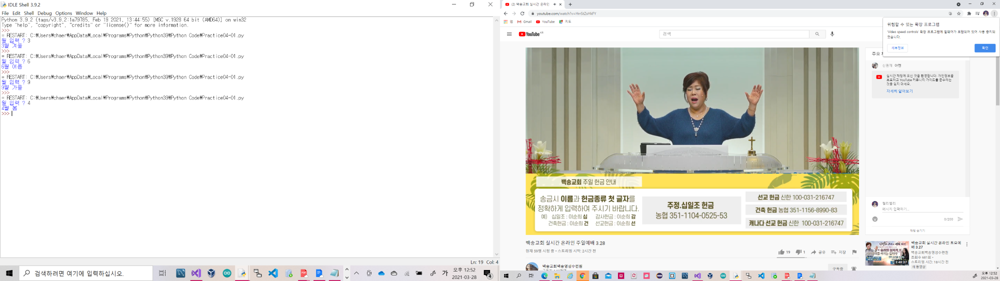 IDLE Shell 3.9.2
File Edit Shell Debug Options Window Help
Python 3.9.2 (tags/v3.9.2:1a79785, Feb 19 2021, 13:44:55) [MSC v.1928 64 bit (AMD64)] on win32
Type "help", "copyright", "credits" or "license()" for more information.
>>>
= RESTART: C:\Users\chaer\AppData\Local\Programs\Python\Python39\Python Code\Practice04-01.py
월 입력 ? 3
3월 겨울
>>>
= RESTART: C:\Users\chaer\AppData\Local\Programs\Python\Python39\Python Code\Practice04-01.py
월 입력 ? 6
6월 여름
>>>
= RESTART: C:\Users\chaer\AppData\Local\Programs\Python\Python39\Python Code\Practice04-01.py
월 입력 ? 9
9월 가을
>>>
= RESTART: C:\Users\chaer\AppData\Local\Programs\Python\Python39\Python Code\Practice04-01.py
월 입력 ? 4
4월 봄
>>>
Ln: 19 Col: 4
검색하려면 여기에 입력하십시오.
가
오후 12:52
2021-03-28
4
(2) 백송교회 실시간 온라인
youtube.com/watch?v=HrrStZsHkFY
앱 Gmail YouTube 지도
위험할 수 있는 확장 프로그램
'Video speed controls' 확장 프로그램에 멀웨어가 포함되어 있어 사용 중지되
었습니다.
세부정보
확인
YouTube KR
검색
주요
신권재 아멘
실시간 채팅에 오신 것을 환영합니다. 개인정보를
보호하고 YouTube 커뮤니티 가이드를 준수하는
것을 잊지 마세요.
자세히 알아보기
백송교회 주일 헌금 안내
송금시 이름과 헌금종류 첫 글자를
정확하게 입력하여 주시기 바랍니다.
예) 십일조 : 이순희 십 감사헌금 : 이순희 감
건축헌금 : 이순희 건 선교헌금 : 이순희 선
주정.십일조 헌금
농협 351-1104-0525-53
선교 헌금 신한 100-031-216747
건축 헌금 농협 351-1156-8990-83
캐나다 선교 헌금 신한 100-031-216747
챌리밸리
메시지 입력하기...
0/200
채팅 숨기기
백송교회 실시간 온라인 주일예배 3.28
현재 59명 시청 중 • 스트리밍 시작: 2시간 전
19 1 공유 저장
백송교회백송영성수련원
구독중
3:48:37
백송교회 실시간 온라인 토요예
배 3.27
백송교회백송영성수련원
조회수 681회 •
스트리밍 시간: 18시간 전
새 동영상
오후 12:52
2021-03-28